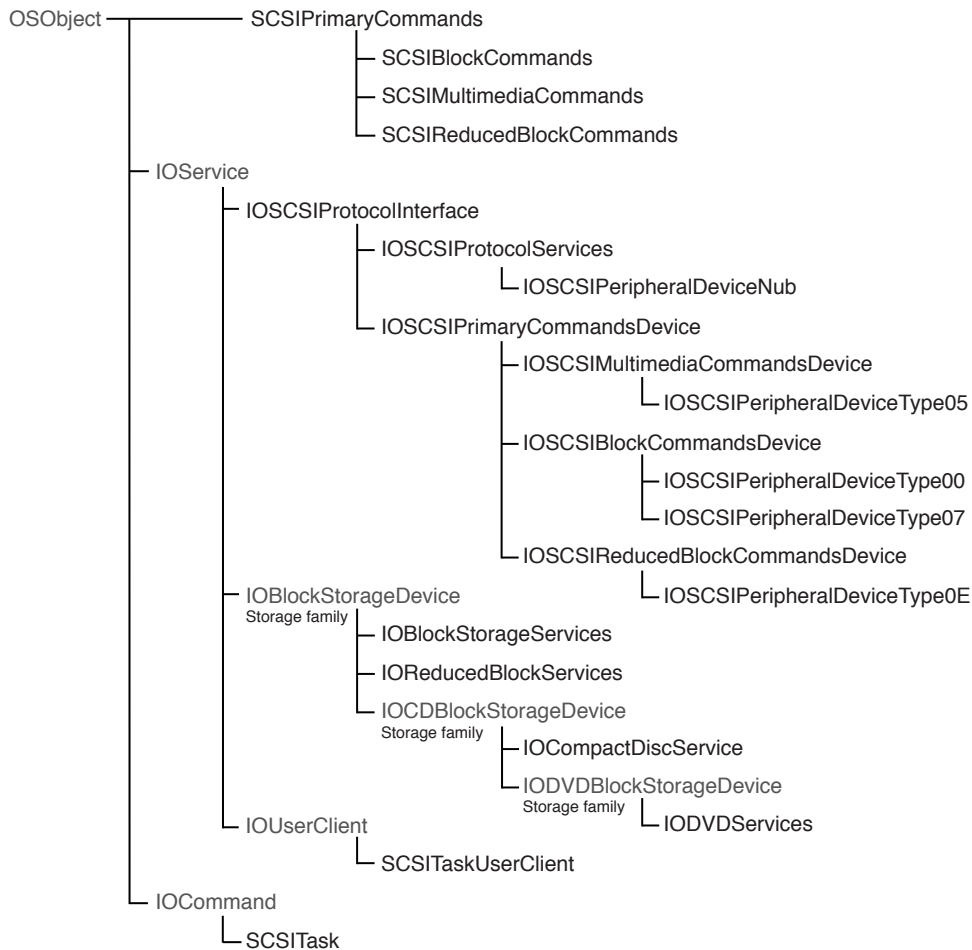 OSObject
SCSIPrimaryCommands
SCSIBlockCommands
SCSIMultimediaCommands
SCSIReducedBlockCommands
IOService
IOSCSIProtocolInterface
IOSCSIProtocolServices
IOSCSIPeripheralDeviceNub
IOSCSIPrimaryCommandsDevice
IOSCSIMultimediaCommandsDevice
IOSCSIPeripheralDeviceType05
IOSCSIBlockCommandsDevice
IOSCSIPeripheralDeviceType00
IOSCSIPeripheralDeviceType07
IOSCSIReducedBlockCommandsDevice
IOSCSIPeripheralDeviceType0E
IOBlockStorageDevice
Storage family
IOBlockStorageServices
IOReducedBlockServices
IOCDBlockStorageDevice
Storage family
IOCompactDiscService
IODVDBlockStorageDevice
Storage family
IODVDServices
IOUserClient
SCSITaskUserClient
IOCommand
SCSITask